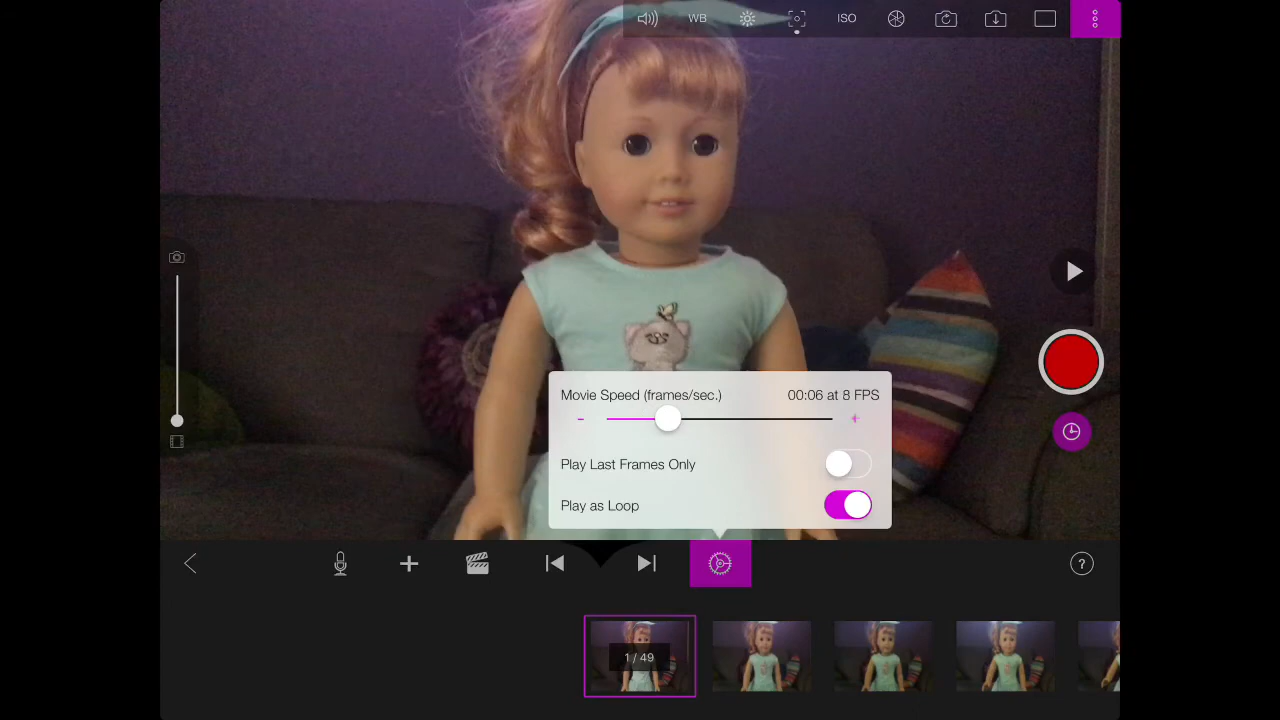 WB
ISO
Movie Speed (frames/sec.) 00:06 at 8 FPS
- +
Play Last Frames Only
Play as Loop
?
1 / 49